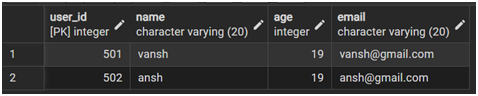 user_id name age email
[PK] integer character varying (20) integer character varying (20)
1 501 vansh 19 vansh@gmail.com
2 502 ansh 19 ansh@gmail.com